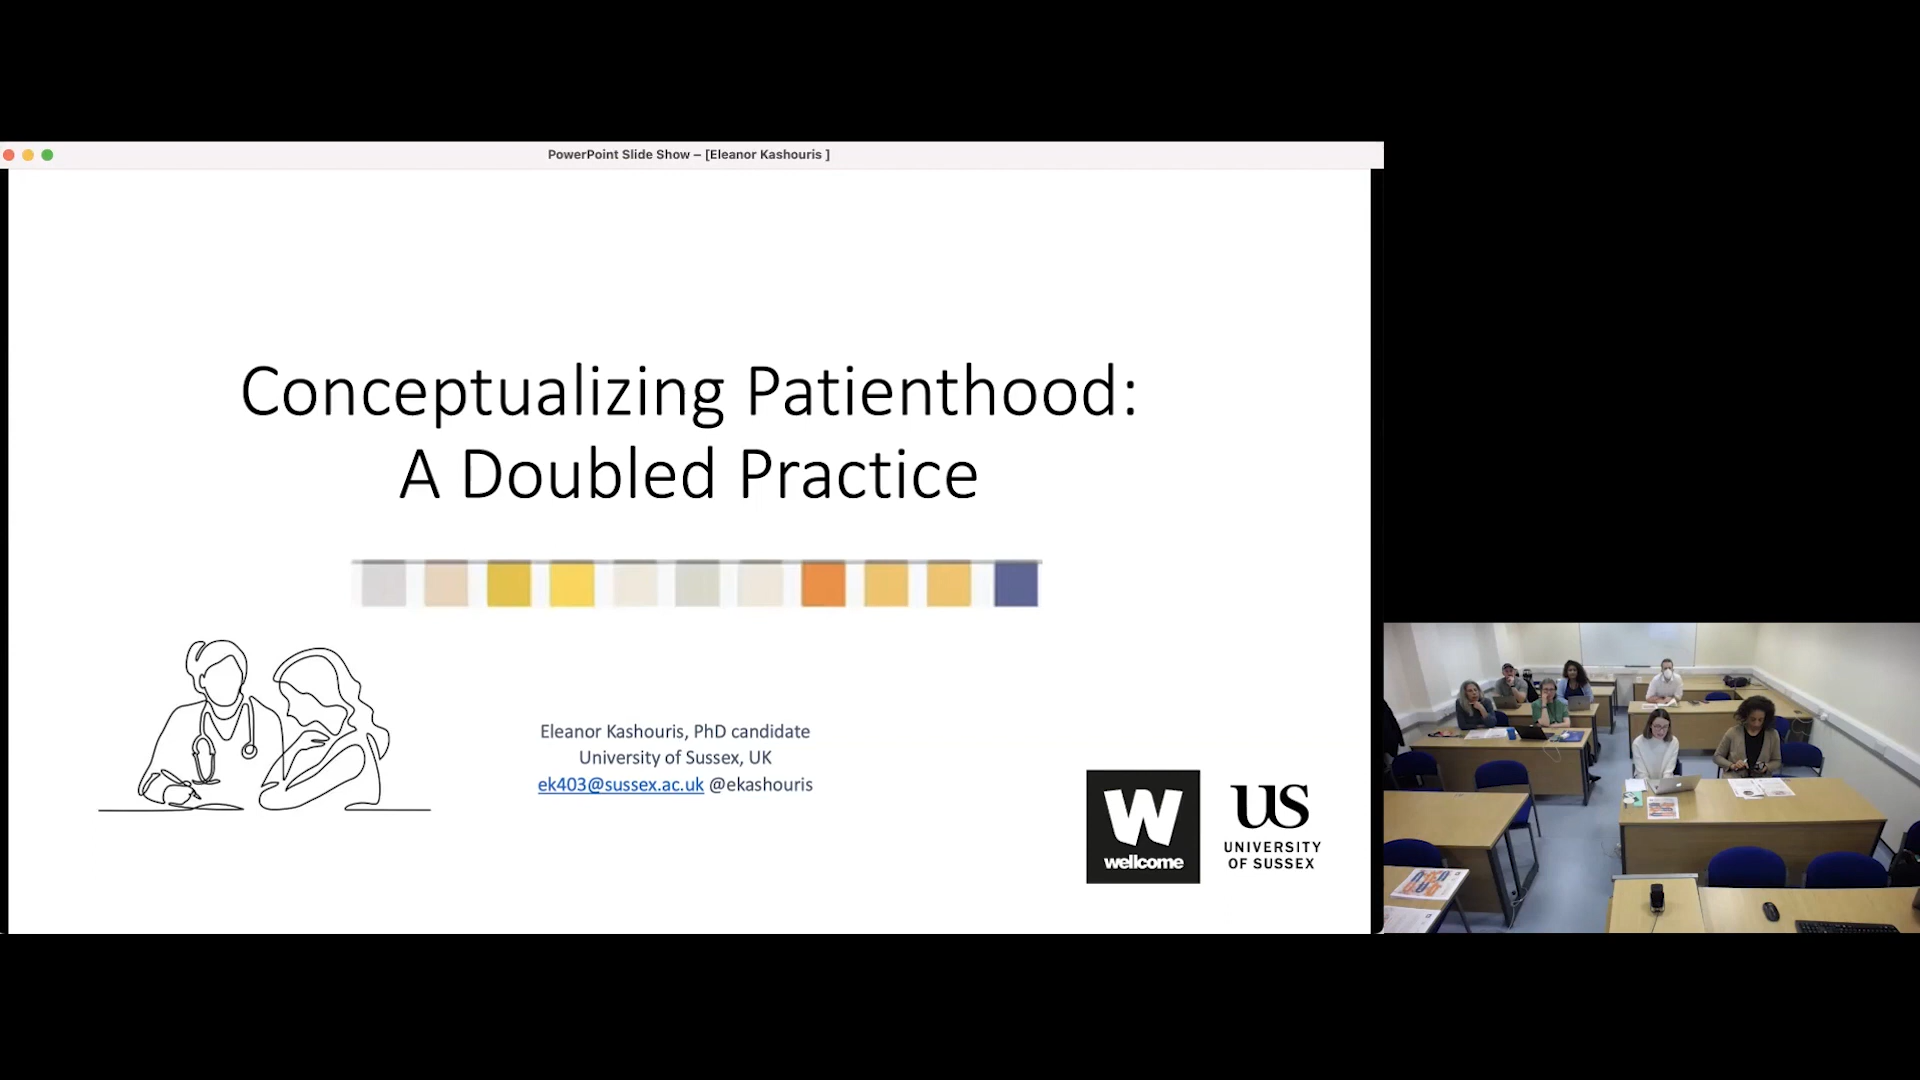 PowerPoint Slide Show – [Eleanor Kashouris ]
Conceptualizing Patienthood:
A Doubled Practice
Eleanor Kashouris, PhD candidate
University of Sussex, UK
ek403@sussex.ac.uk @ekashouris
W
wellcome
US
UNIVERSITY
OF SUSSEX